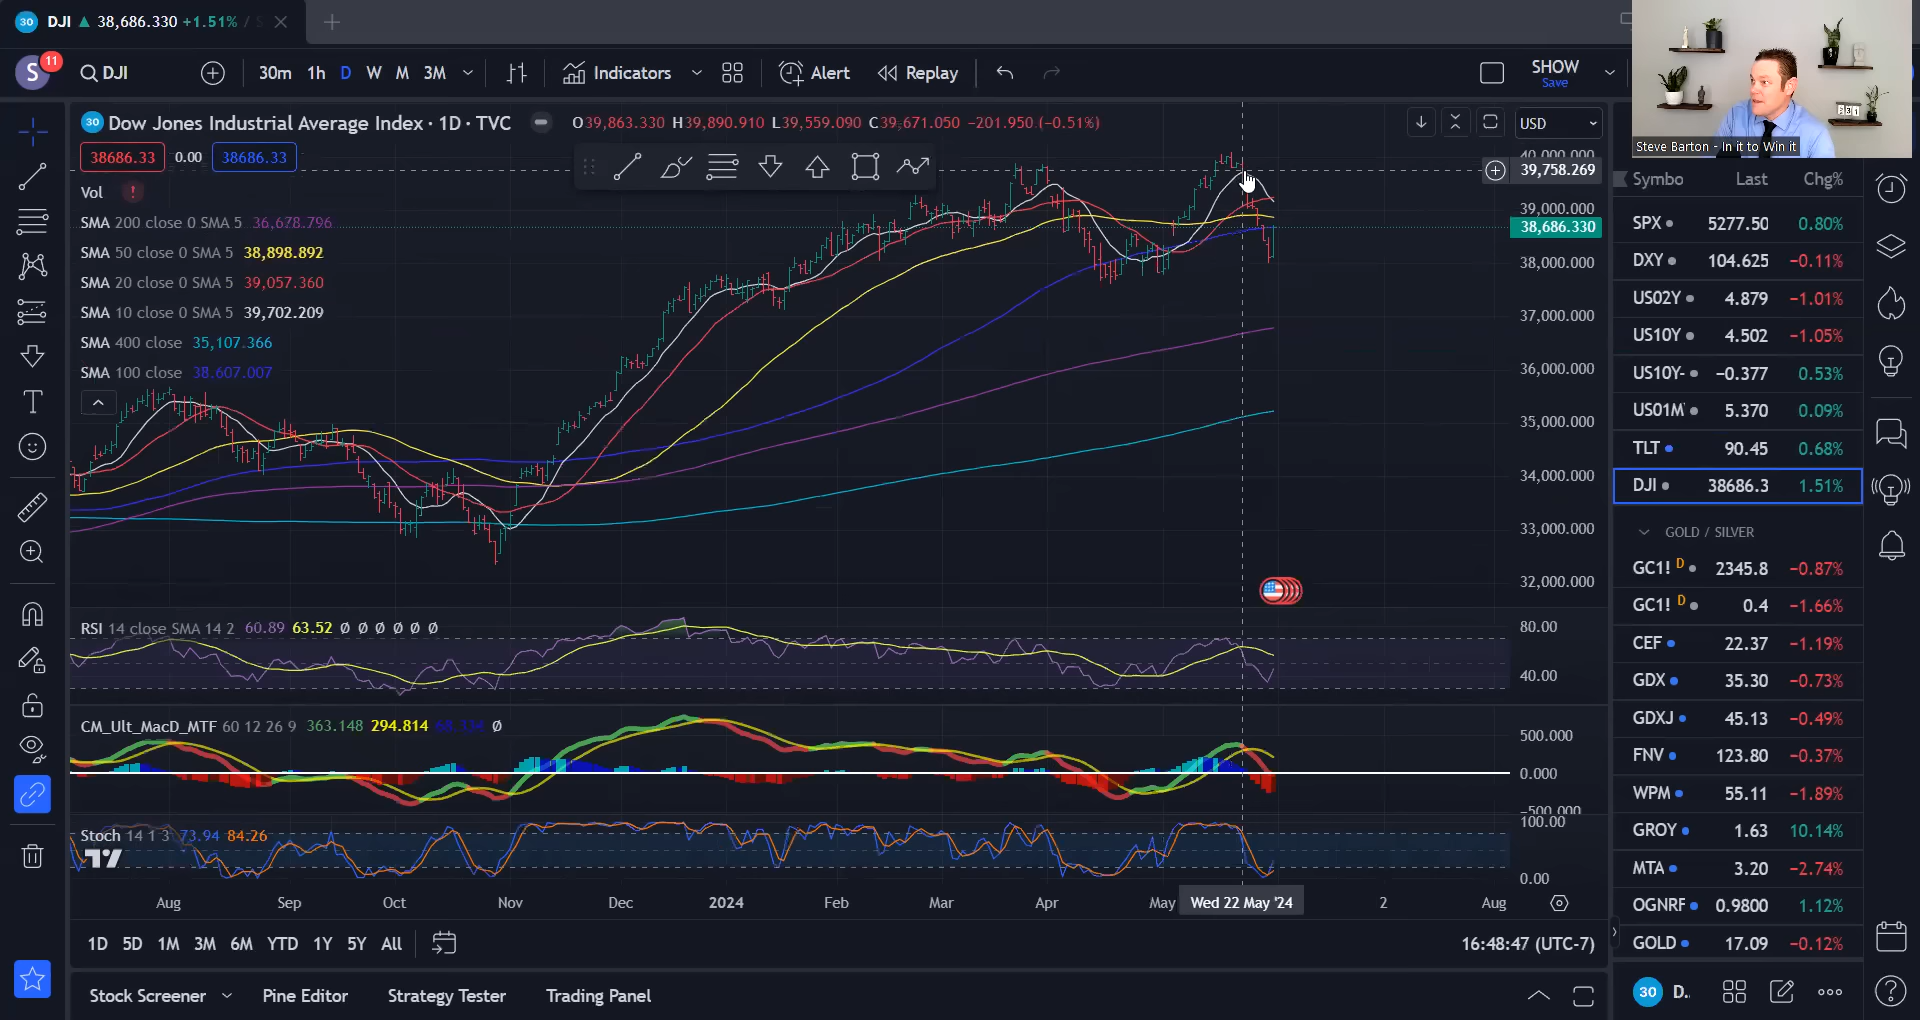 30 DJI ▲ 38,686.330 +1.51% / S
S 11 DJI 30m 1h D W M 3M Indicators Alert Replay SHOW
Save
30 Dow Jones Industrial Average Index · 1D · TVC O39,863.330 H39,890.910 L39,559.090 C39,671.050 −201.950 (−0.51%) USD
38686.33 0.00 38686.33
Vol !
SMA 200 close 0 SMA 5 36,678.796
SMA 50 close 0 SMA 5 38,898.892
SMA 20 close 0 SMA 5 39,057.360
SMA 10 close 0 SMA 5 39,702.209
SMA 400 close 35,107.366
SMA 100 close 38,607.007
40,000.000
39,758.269
39,000.000
38,686.330
38,000.000
37,000.000
36,000.000
35,000.000
34,000.000
33,000.000
32,000.000
RSI 14 close SMA 14 2 60.89 63.52 Ø Ø Ø Ø Ø Ø
80.00
40.00
CM_Ult_MacD_MTF 60 12 26 9 363.148 294.814 Ø
500.000
0.000
−500.000
Stoch 14 1 3 73.94 84.26
100.00
0.00
Aug Sep Oct Nov Dec 2024 Feb Mar Apr May Wed 22 May '24 2 Aug
1D 5D 1M 3M 6M YTD 1Y 5Y All 16:48:47 (UTC-7)
Stock Screener Pine Editor Strategy Tester Trading Panel
Steve Barton - In it to Win it
Symbo Last Chg%
SPX 5277.50 0.80%
DXY 104.625 −0.11%
US02Y 4.879 −1.01%
US10Y 4.502 −1.05%
US10Y- −0.377 0.53%
US01M 5.370 0.09%
TLT 90.45 0.68%
DJI 38686.3 1.51%
GOLD / SILVER
GC1! D 2345.8 −0.87%
GC1! D 0.4 −1.66%
CEF 22.37 −1.19%
GDX 35.30 −0.73%
GDXJ 45.13 −0.49%
FNV 123.80 −0.37%
WPM 55.11 −1.89%
GROY 1.63 10.14%
MTA 3.20 −2.74%
OGNRF 0.9800 1.12%
GOLD 17.09 −0.12%
30 D.